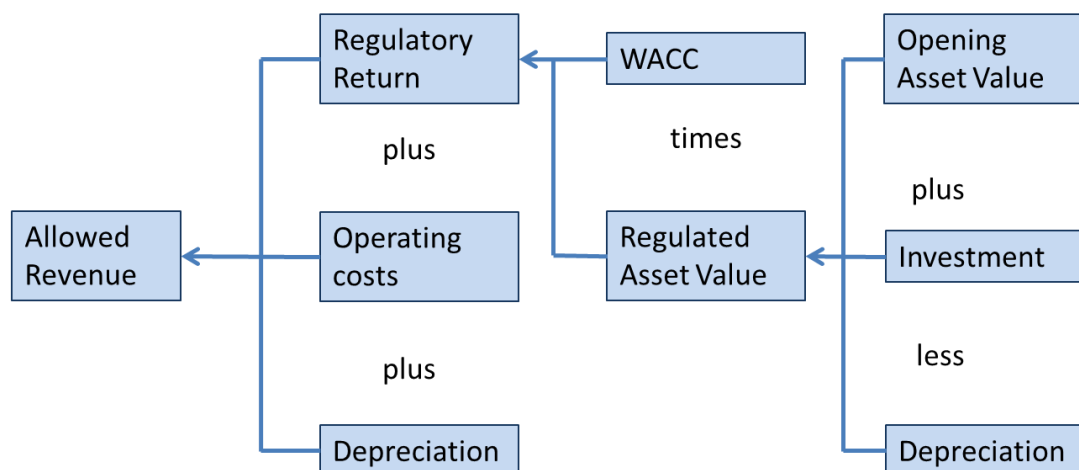 Regulatory
Return
WACC
Opening
Asset Value
plus
times
plus
Allowed
Revenue
Operating
costs
Regulated
Asset Value
Investment
plus
less
Depreciation
Depreciation